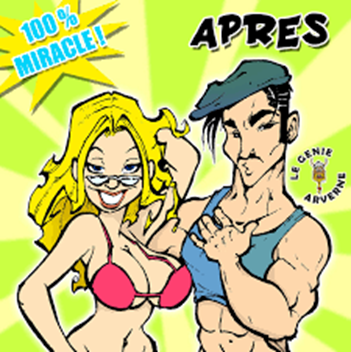 100 %
MIRACLE !
APRES
LE GENIE
ARVERNE